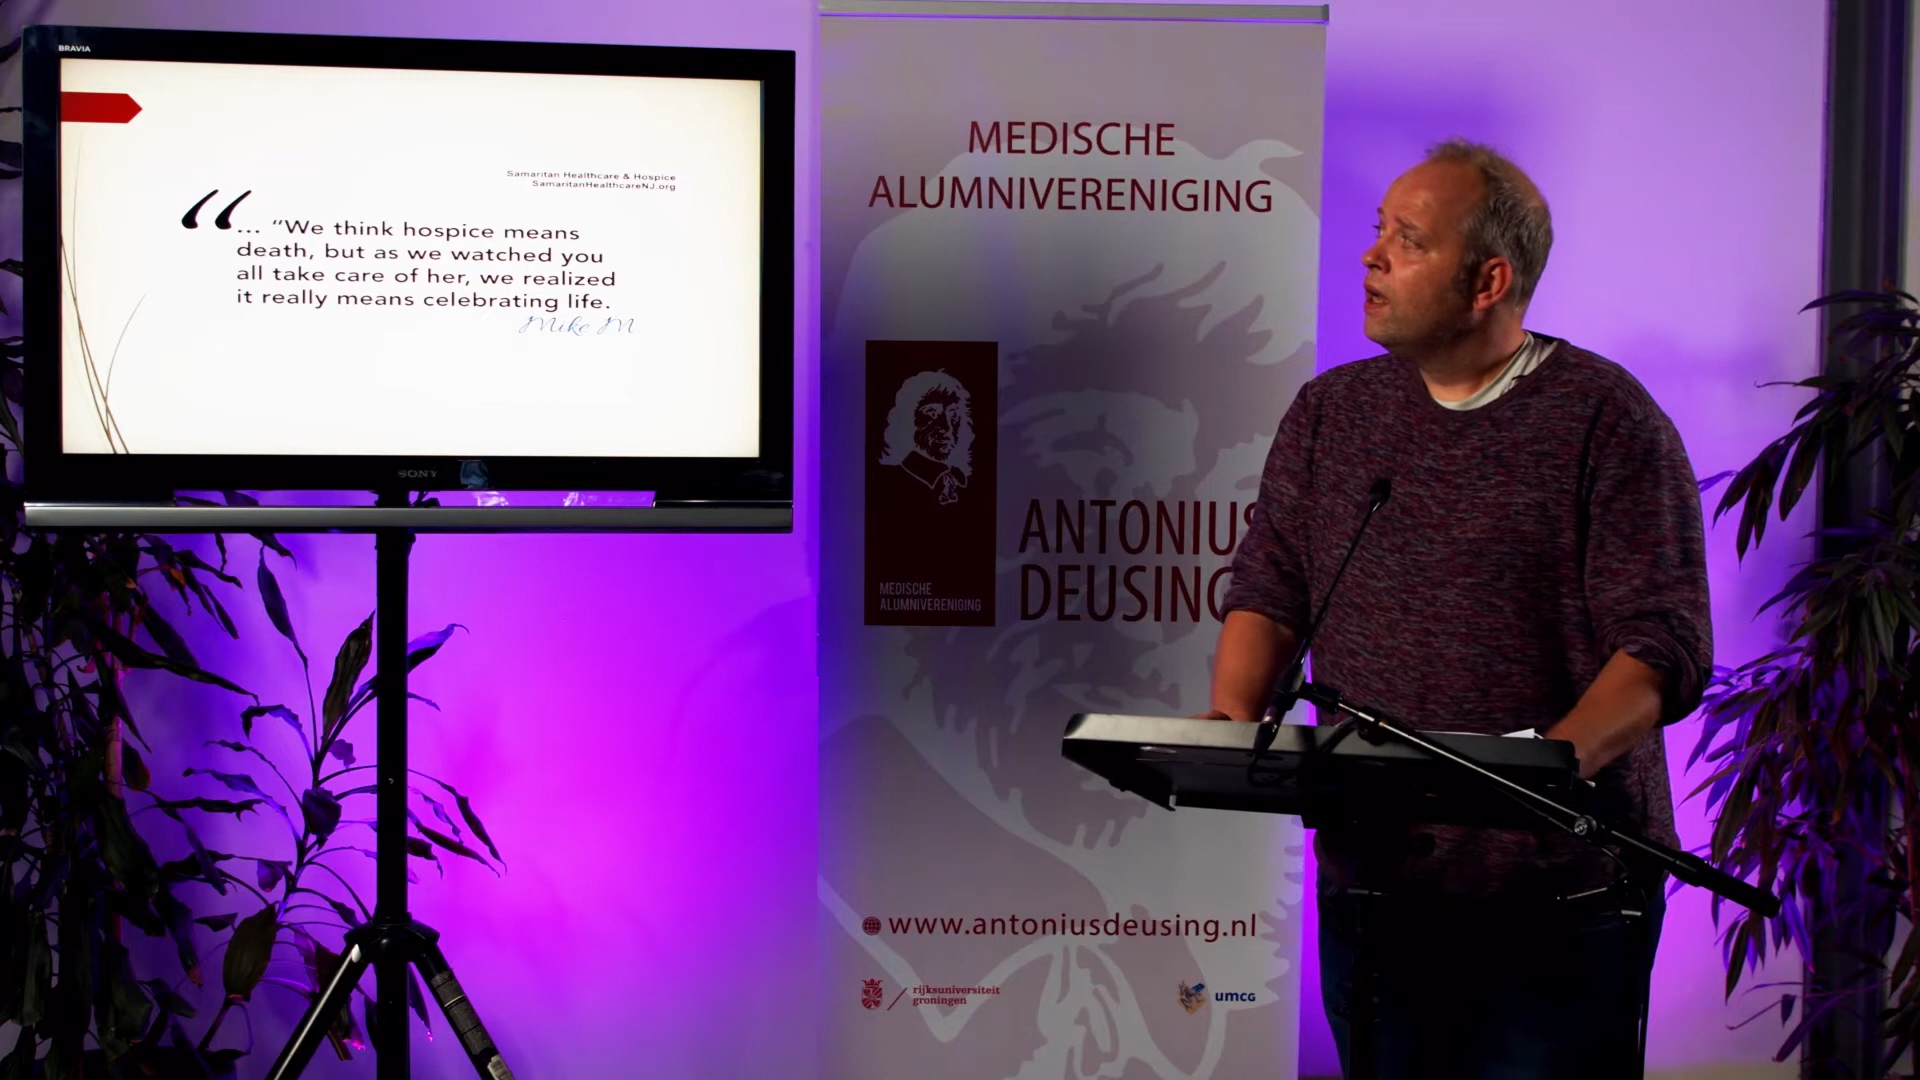 BRAVIA
Samaritan Healthcare & Hospice
SamaritanHealthcareNJ.org
“... “We think hospice means
death, but as we watched you
all take care of her, we realized
it really means celebrating life.
Mike M
SONY
MEDISCHE
ALUMNIVERENIGING
MEDISCHE
ALUMNIVERENIGING
ANTONIUS
DEUSING
www.antoniusdeusing.nl
rijksuniversiteit
groningen
umcg